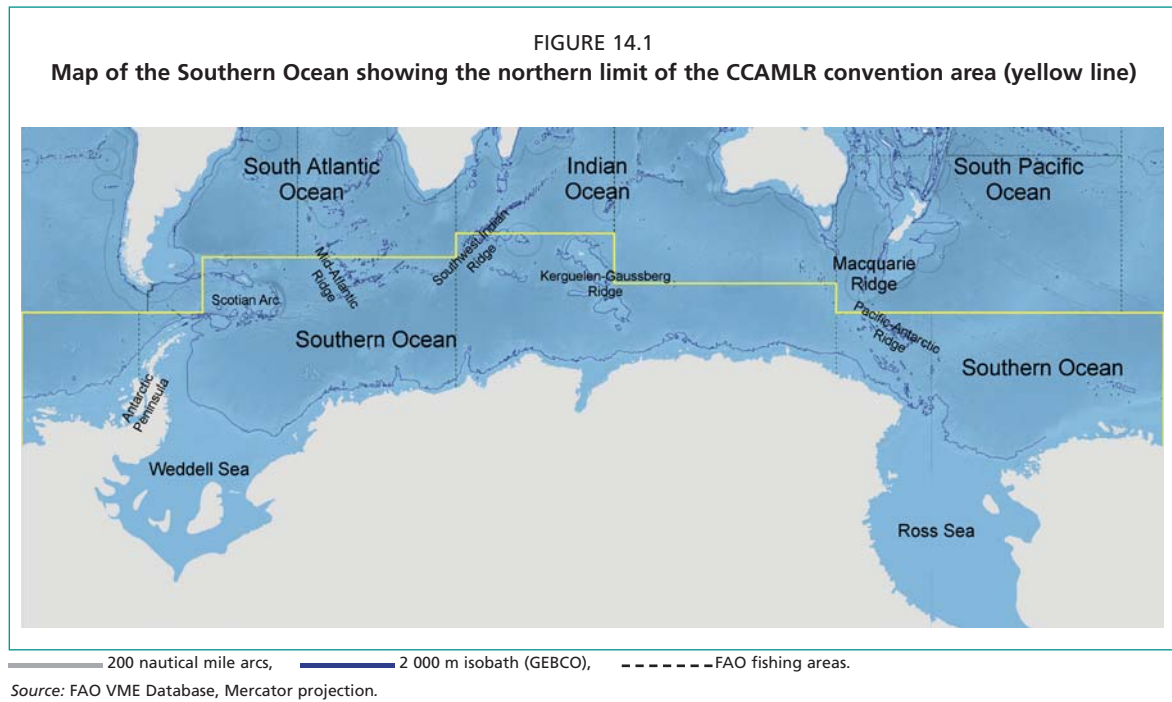 FIGURE 14.1
Map of the Southern Ocean showing the northern limit of the CCAMLR convention area (yellow line)
South Atlantic
Ocean
Indian
Ocean
South Pacific
Ocean
Southwest Indian
Ridge
Mid-Atlantic
Ridge
Kerguelen-Gaussberg
Ridge
Macquarie
Ridge
Scotian Arc
Pacific-Antarctic
Ridge
Southern Ocean
Southern Ocean
Antarctic
Peninsula
Weddell Sea
Ross Sea
200 nautical mile arcs, 2 000 m isobath (GEBCO), FAO fishing areas.
Source: FAO VME Database, Mercator projection.